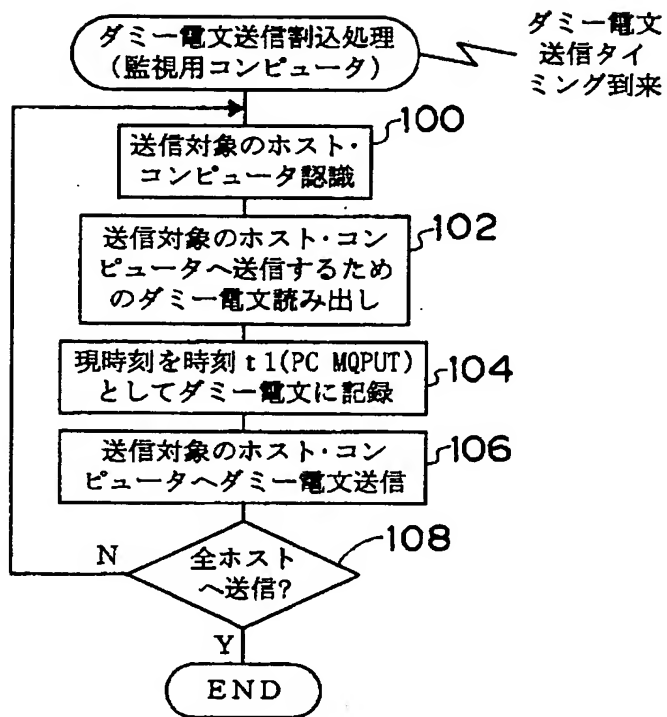 ダミー電文送信割込処理
(監視用コンピュータ)
ダミー電文
送信タイ
ミング到来
100
送信対象のホスト・
コンピュータ認識
102
送信対象のホスト・コン
ピュータへ送信するため
のダミー電文読み出し
現時刻を時刻t1(PC MQPUT)
としてダミー電文に記録
104
送信対象のホスト・コン
ピュータへダミー電文送信
106
全ホスト
へ送信?
108
N
Y
END